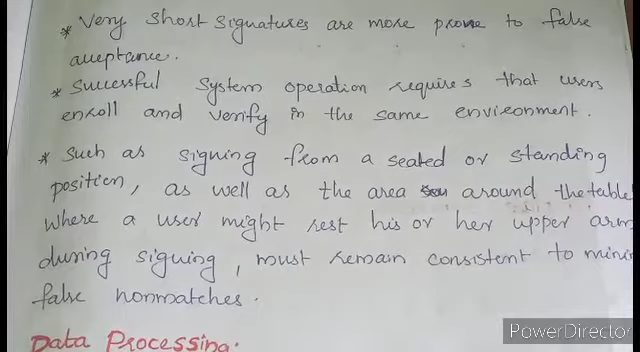 * Very short signatures are more prone to false
acceptance.
* Successful system operation requires that users
enroll and verify in the same environment.
* Such as signing from a seated or standing
position, as well as the area around the table
where a user might rest his or her upper arm
during signing, must remain consistent to mini
false nonmatches.
Data Processing:
PowerDirector